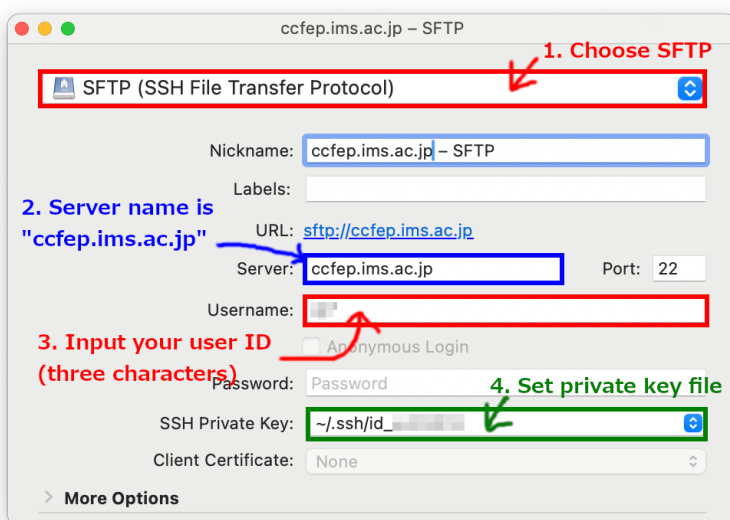 ccfep.ims.ac.jp – SFTP
1. Choose SFTP
SFTP (SSH File Transfer Protocol)
Nickname: ccfep.ims.ac.jp – SFTP
Labels:
2. Server name is
"ccfep.ims.ac.jp"
URL: sftp://ccfep.ims.ac.jp
Server: ccfep.ims.ac.jp Port: 22
Username:
3. Input your user ID
(three characters)
Anonymous Login
Password: Password
4. Set private key file
SSH Private Key: ~/.ssh/id_
Client Certificate: None
More Options